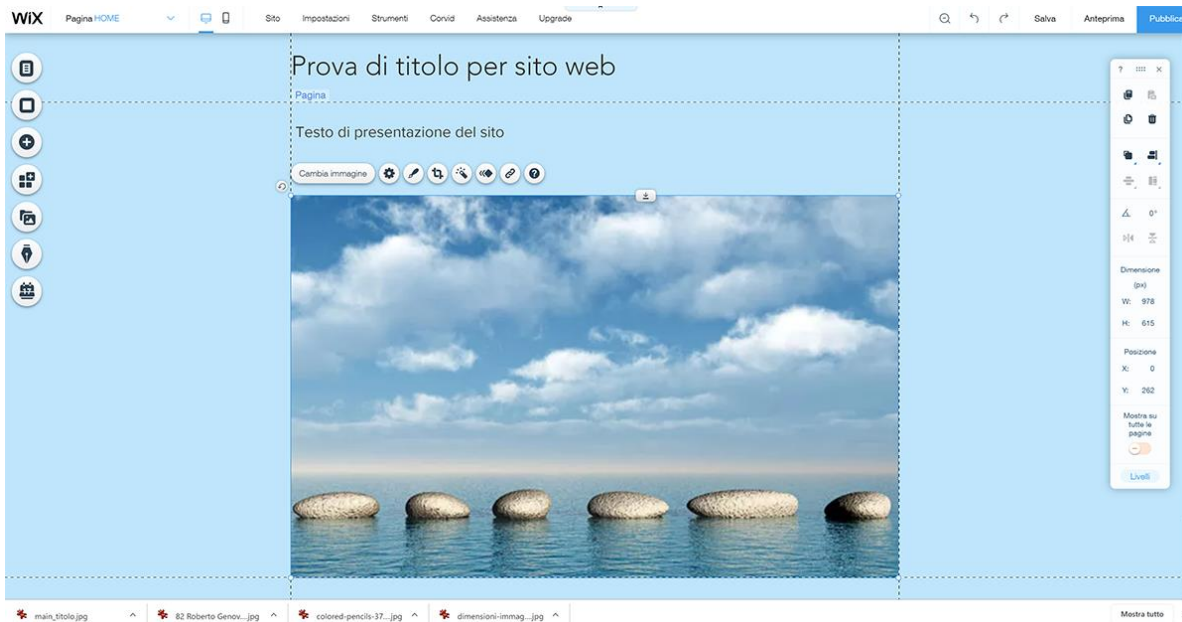 WiX Pagina HOME Sito Impostazioni Strumenti Corvid Assistenza Upgrade Salva Anteprima Pubblica
Prova di titolo per sito web
Pagina
Testo di presentazione del sito
Cambia immagine
?
? ×
0°
Dimensione
(px)
W: 978
H: 615
Posizione
X: 0
Y: 262
Mostra su
tutte le
pagine
Livelli
main_titolo.jpg 82 Roberto Genov...jpg colored-pencils-37...jpg dimensioni-immag...jpg Mostra tutto